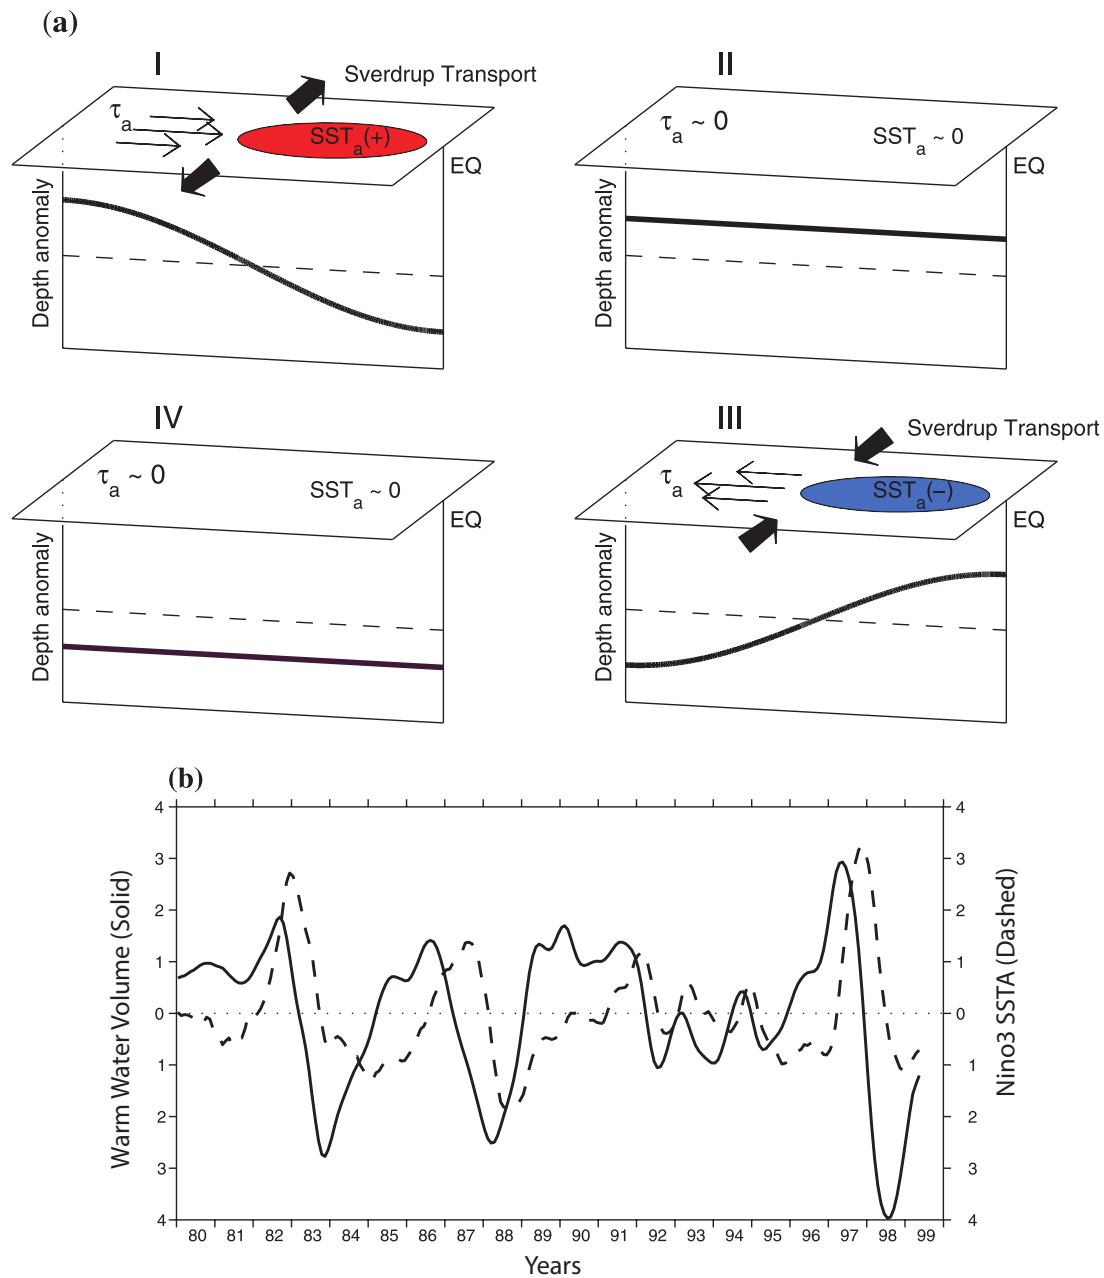 (a)
I
Sverdrup Transport
τa
SSTa(+)
EQ
Depth anomaly
II
τa ~ 0
SSTa ~ 0
EQ
Depth anomaly
IV
τa ~ 0
SSTa ~ 0
EQ
Depth anomaly
III
Sverdrup Transport
τa
SSTa(–)
EQ
Depth anomaly
(b)
4 4
3 3
2 2
1 1
0 0
1 1
2 2
3 3
4 4
Warm Water Volume (Solid)
Nino3 SSTA (Dashed)
80 81 82 83 84 85 86 87 88 89 90 91 92 93 94 95 96 97 98 99
Years